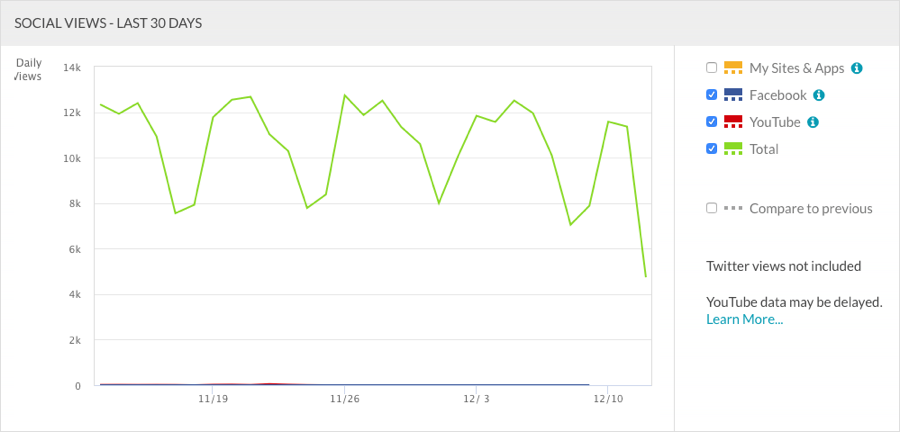 SOCIAL VIEWS - LAST 30 DAYS
Daily
Views
14k
12k
10k
8k
6k
4k
2k
0
11/19
11/26
12/ 3
12/10
My Sites & Apps
Facebook
YouTube
Total
Compare to previous
Twitter views not included
YouTube data may be delayed.
Learn More...